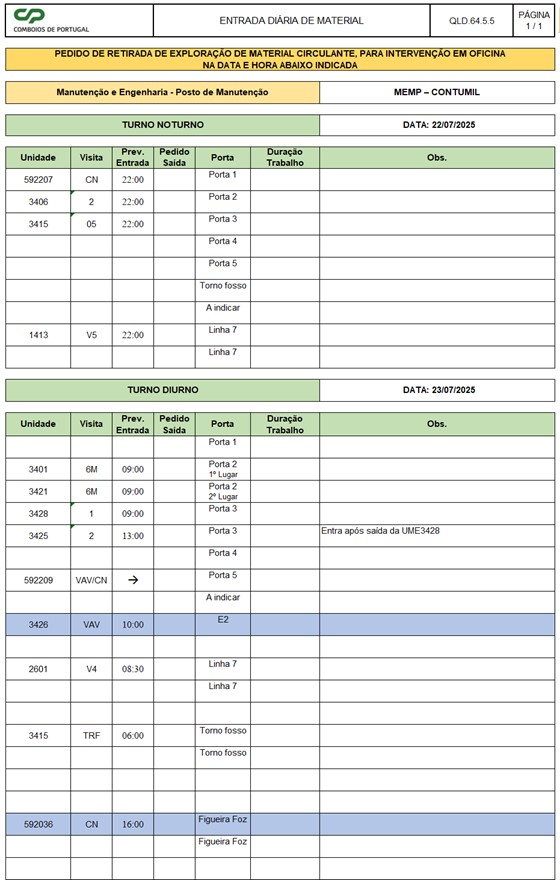 CP
COMBOIOS DE PORTUGAL
ENTRADA DIÁRIA DE MATERIAL
QLD.64.5.5
PÁGINA
1 / 1
PEDIDO DE RETIRADA DE EXPLORAÇÃO DE MATERIAL CIRCULANTE, PARA INTERVENÇÃO EM OFICINA
NA DATA E HORA ABAIXO INDICADA
Manutenção e Engenharia - Posto de Manutenção MEMP – CONTUMIL
TURNO NOTURNO DATA: 22/07/2025
Unidade Visita Prev. Entrada Pedido Saída Porta Duração Trabalho Obs.
592207 CN 22:00 Porta 1
3406 2 22:00 Porta 2
3415 05 22:00 Porta 3
Porta 4
Porta 5
Torno fosso
A indicar
1413 V5 22:00 Linha 7
Linha 7
TURNO DIURNO DATA: 23/07/2025
Unidade Visita Prev. Entrada Pedido Saída Porta Duração Trabalho Obs.
Porta 1
3401 6M 09:00 Porta 2 1º Lugar
3421 6M 09:00 Porta 2 2º Lugar
3428 1 09:00 Porta 3
3425 2 13:00 Porta 3 Entra após saída da UME3428
Porta 4
592209 VAV/CN → Porta 5
A indicar
3426 VAV 10:00 E2
2601 V4 08:30 Linha 7
Linha 7
3415 TRF 06:00 Torno fosso
Torno fosso
592036 CN 16:00 Figueira Foz
Figueira Foz